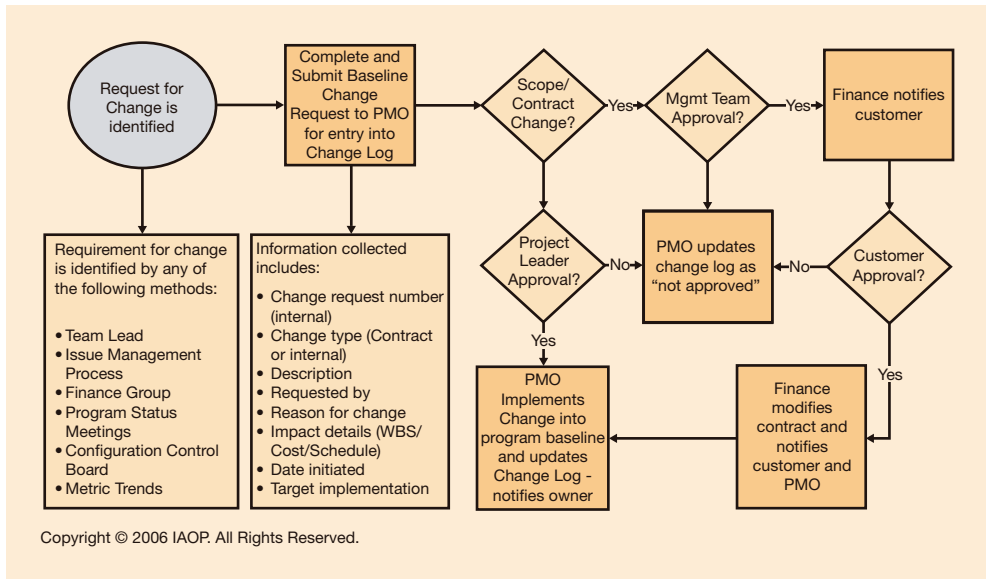 Request for
Change is
identified
Complete and
Submit Baseline
Change
Request to PMO
for entry into
Change Log
Scope/
Contract
Change?
Yes
Mgmt Team
Approval?
Yes
Finance notifies
customer
Requirement for change
is identified by any of
the following methods:
• Team Lead
• Issue Management
Process
• Finance Group
• Program Status
Meetings
• Configuration Control
Board
• Metric Trends
Information collected
includes:
• Change request number
(internal)
• Change type (Contract
or internal)
• Description
• Requested by
• Reason for change
• Impact details (WBS/
Cost/Schedule)
• Date initiated
• Target implementation
Project
Leader
Approval?
No
PMO updates
change log as
“not approved”
No
Customer
Approval?
Yes
Yes
PMO
Implements
Change into
program baseline
and updates
Change Log -
notifies owner
Finance
modifies
contract and
notifies
customer and
PMO
Copyright © 2006 IAOP. All Rights Reserved.